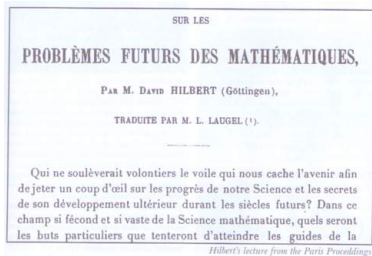 SUR LES
PROBLÈMES FUTURS DES MATHÉMATIQUES,
PAR M. DAVID HILBERT (Göttingen),
TRADUITE PAR M. L. LAUGEL (¹).
Qui ne soulèverait volontiers le voile qui nous cache l'avenir afin
de jeter un coup d'œil sur les progrès de notre Science et les secrets
de son développement ultérieur durant les siècles futurs? Dans ce
champ si fécond et si vaste de la Science mathématique, quels seront
les buts particuliers que tenteront d'atteindre les guides de la
Hilbert's lecture from the Paris Proceddings